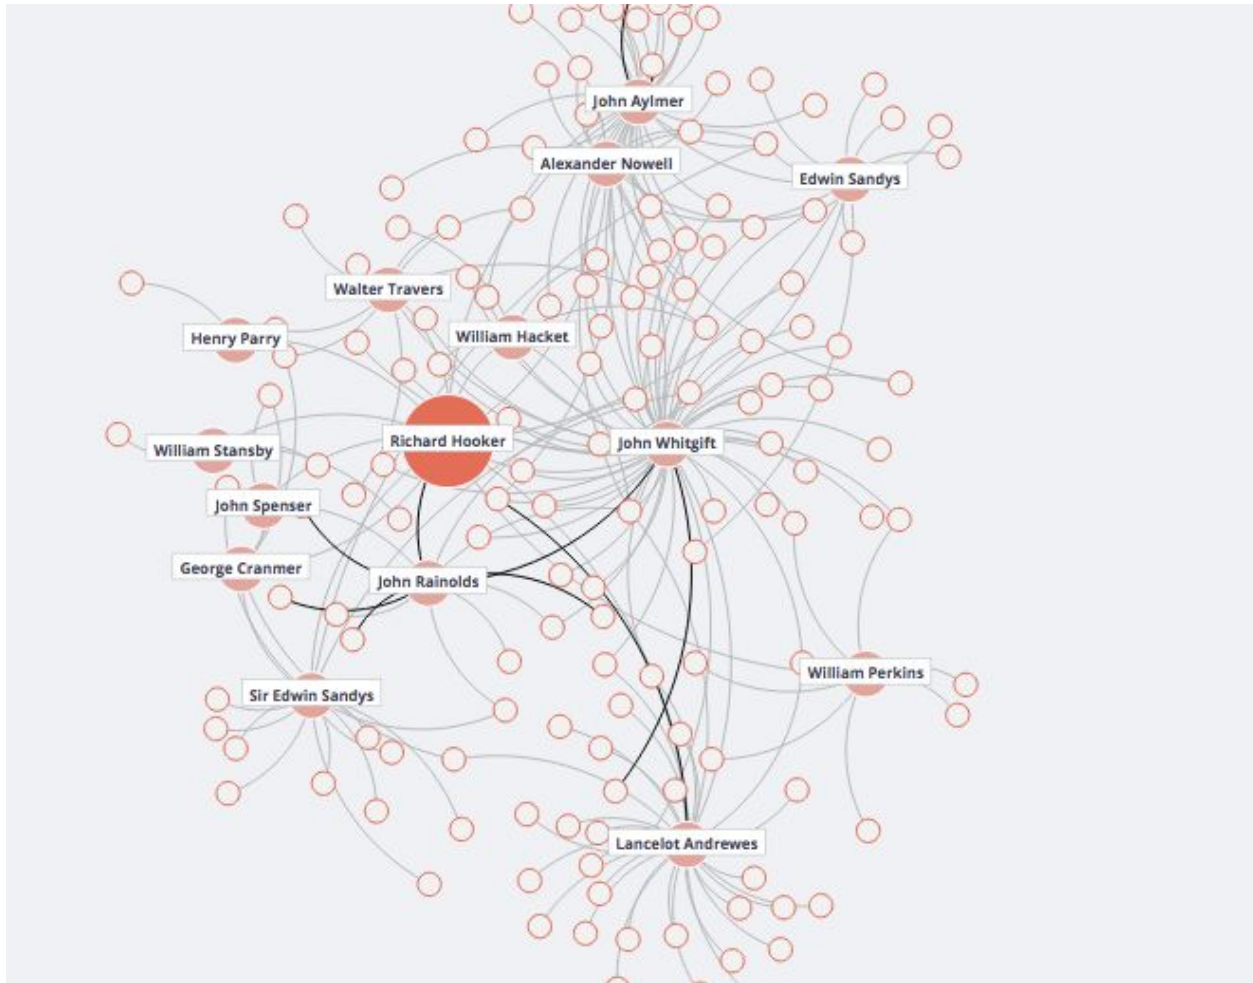 John Aylmer
Alexander Nowell
Edwin Sandys
Walter Travers
Henry Parry
William Hacket
Richard Hooker
John Whitgift
William Stansby
John Spenser
George Cranmer
John Rainolds
William Perkins
Sir Edwin Sandys
Lancelot Andrewes